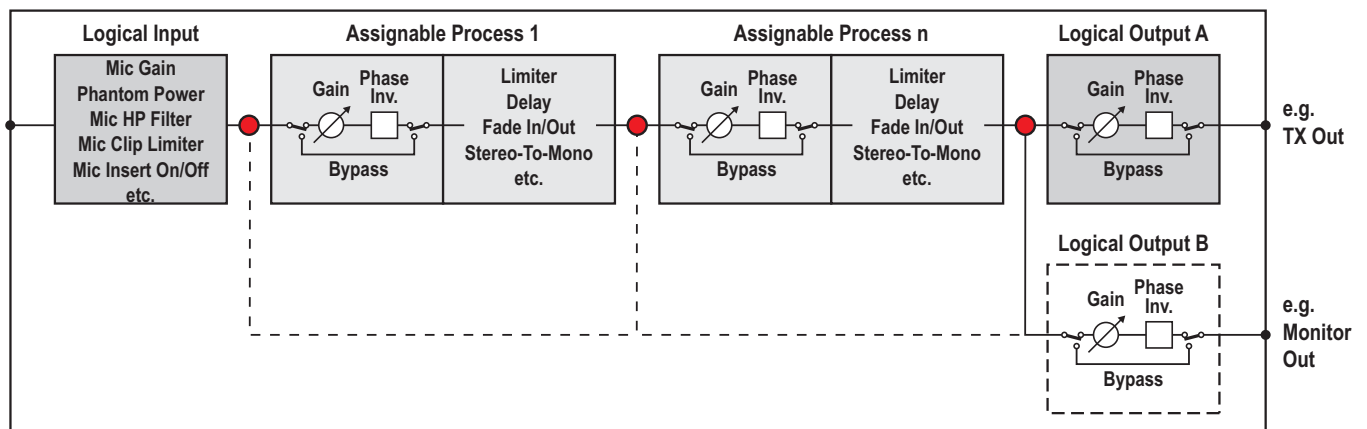 Logical Input
Mic Gain
Phantom Power
Mic HP Filter
Mic Clip Limiter
Mic Insert On/Off
etc.
Assignable Process 1
Gain
Phase
Inv.
Bypass
Limiter
Delay
Fade In/Out
Stereo-To-Mono
etc.
Assignable Process n
Gain
Phase
Inv.
Bypass
Limiter
Delay
Fade In/Out
Stereo-To-Mono
etc.
Logical Output A
Gain
Phase
Inv.
Bypass
e.g.
TX Out
Logical Output B
Gain
Phase
Inv.
Bypass
e.g.
Monitor
Out